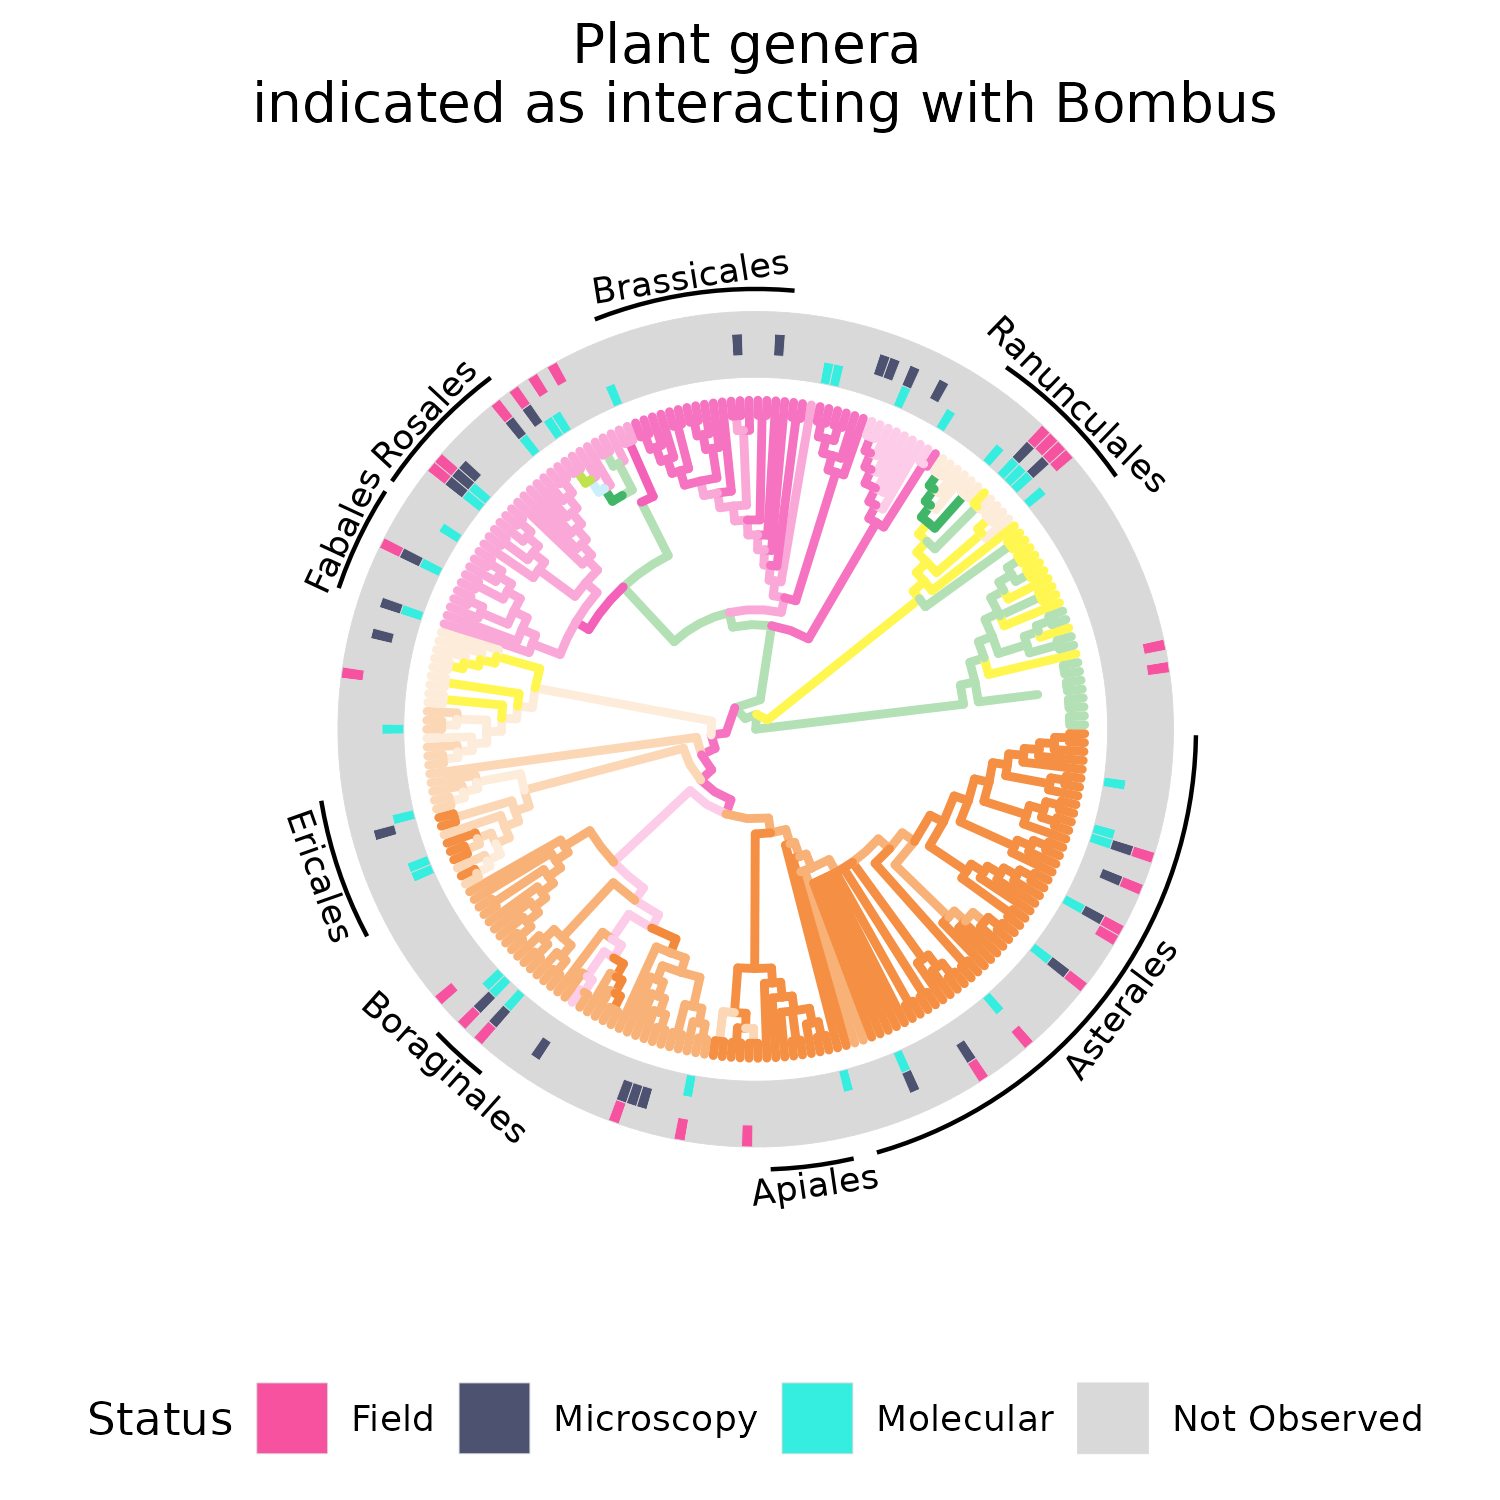 Plant genera
indicated as interacting with Bombus
Brassicales
Ranunculales
Rosales
Fabales
Ericales
Boraginales
Apiales
Asterales
Status
Field
Microscopy
Molecular
Not Observed